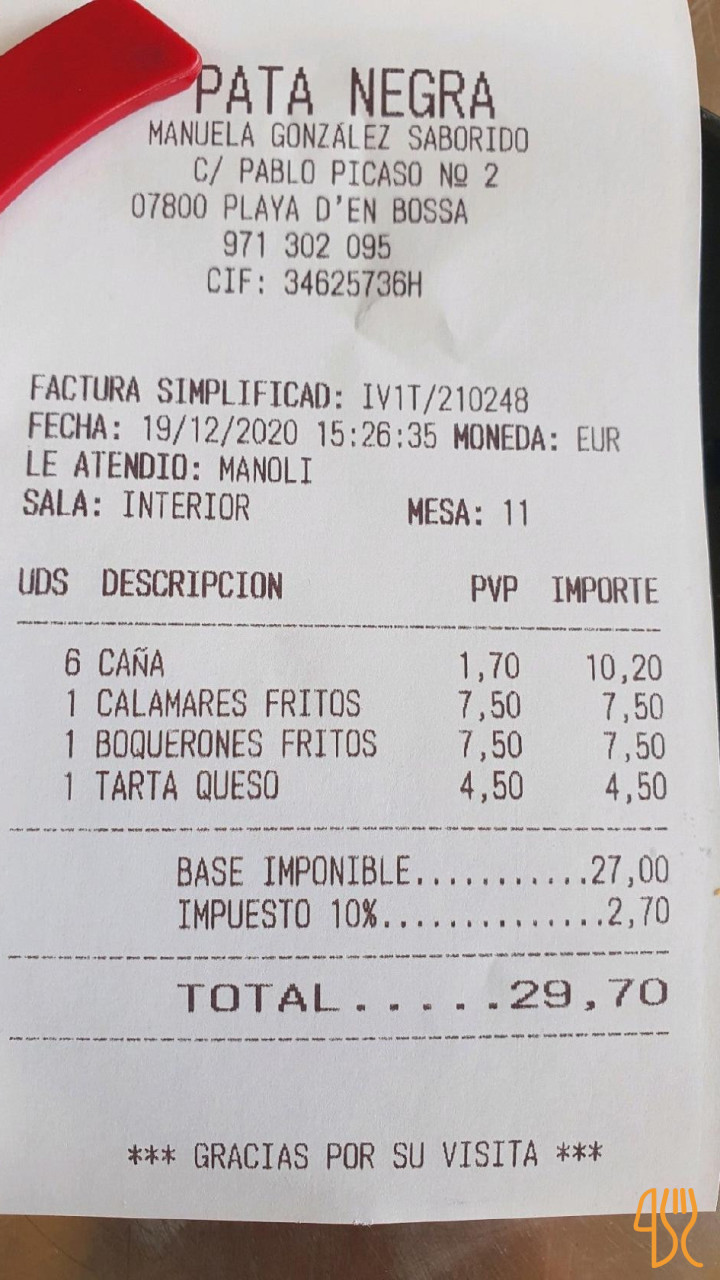 PATA NEGRA
MANUELA GONZÁLEZ SABORIDO
C/ PABLO PICASO Nº 2
07800 PLAYA D'EN BOSSA
971 302 095
CIF: 34625736H
FACTURA SIMPLIFICAD: IV1T/210248
FECHA: 19/12/2020 15:26:35 MONEDA: EUR
LE ATENDIO: MANOLI
SALA: INTERIOR MESA: 11
UDS DESCRIPCION PVP IMPORTE
6 CAÑA 1,70 10,20
1 CALAMARES FRITOS 7,50 7,50
1 BOQUERONES FRITOS 7,50 7,50
1 TARTA QUESO 4,50 4,50
BASE IMPONIBLE...........27,00
IMPUESTO 10%..............2,70
TOTAL.....29,70
*** GRACIAS POR SU VISITA ***